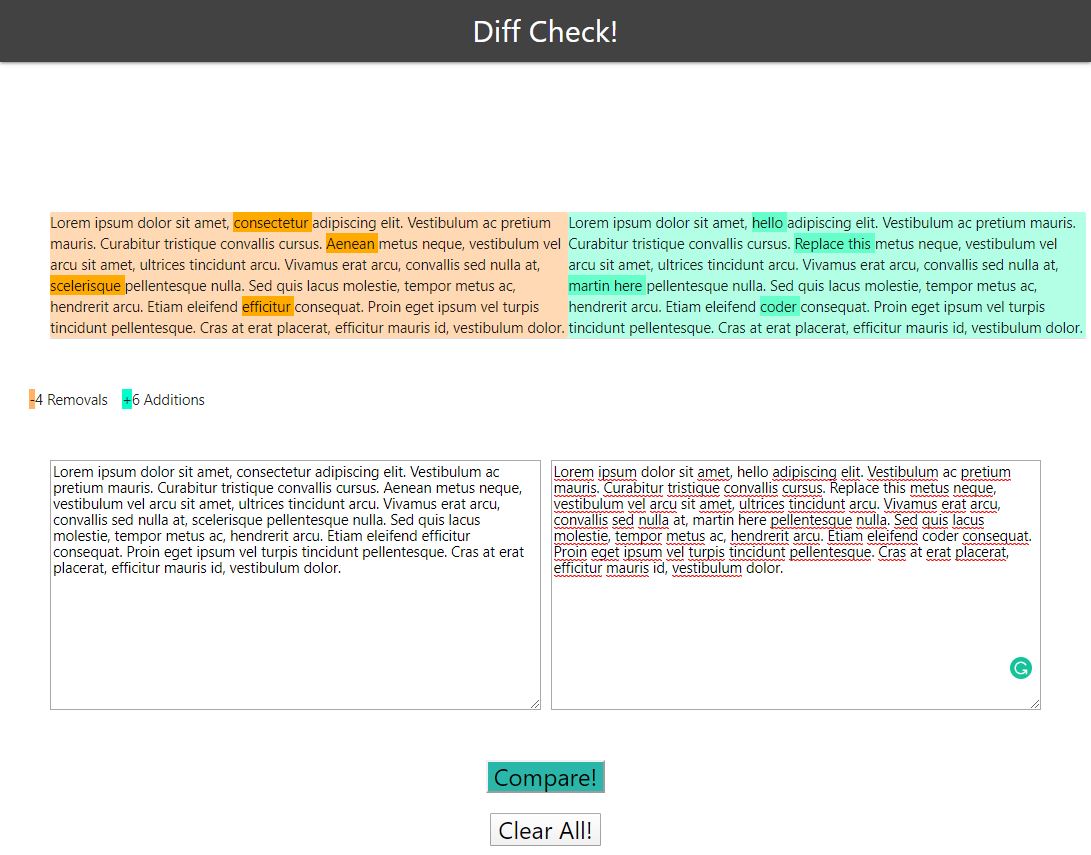 Diff Check!
Lorem ipsum dolor sit amet, consectetur adipiscing elit. Vestibulum ac pretium
mauris. Curabitur tristique convallis cursus. Aenean metus neque, vestibulum vel
arcu sit amet, ultrices tincidunt arcu. Vivamus erat arcu, convallis sed nulla at,
scelerisque pellentesque nulla. Sed quis lacus molestie, tempor metus ac,
hendrerit arcu. Etiam eleifend efficitur consequat. Proin eget ipsum vel turpis
tincidunt pellentesque. Cras at erat placerat, efficitur mauris id, vestibulum dolor.
Lorem ipsum dolor sit amet, hello adipiscing elit. Vestibulum ac pretium mauris.
Curabitur tristique convallis cursus. Replace this metus neque, vestibulum vel
arcu sit amet, ultrices tincidunt arcu. Vivamus erat arcu, convallis sed nulla at,
martin here pellentesque nulla. Sed quis lacus molestie, tempor metus ac,
hendrerit arcu. Etiam eleifend coder consequat. Proin eget ipsum vel turpis
tincidunt pellentesque. Cras at erat placerat, efficitur mauris id, vestibulum dolor.
-4 Removals +6 Additions
Lorem ipsum dolor sit amet, consectetur adipiscing elit. Vestibulum ac
pretium mauris. Curabitur tristique convallis cursus. Aenean metus neque,
vestibulum vel arcu sit amet, ultrices tincidunt arcu. Vivamus erat arcu,
convallis sed nulla at, scelerisque pellentesque nulla. Sed quis lacus
molestie, tempor metus ac, hendrerit arcu. Etiam eleifend efficitur
consequat. Proin eget ipsum vel turpis tincidunt pellentesque. Cras at erat
placerat, efficitur mauris id, vestibulum dolor.
Lorem ipsum dolor sit amet, hello adipiscing elit. Vestibulum ac pretium
mauris. Curabitur tristique convallis cursus. Replace this metus neque,
vestibulum vel arcu sit amet, ultrices tincidunt arcu. Vivamus erat arcu,
convallis sed nulla at, martin here pellentesque nulla. Sed quis lacus
molestie, tempor metus ac, hendrerit arcu. Etiam eleifend coder consequat.
Proin eget ipsum vel turpis tincidunt pellentesque. Cras at erat placerat,
efficitur mauris id, vestibulum dolor.
Compare!
Clear All!